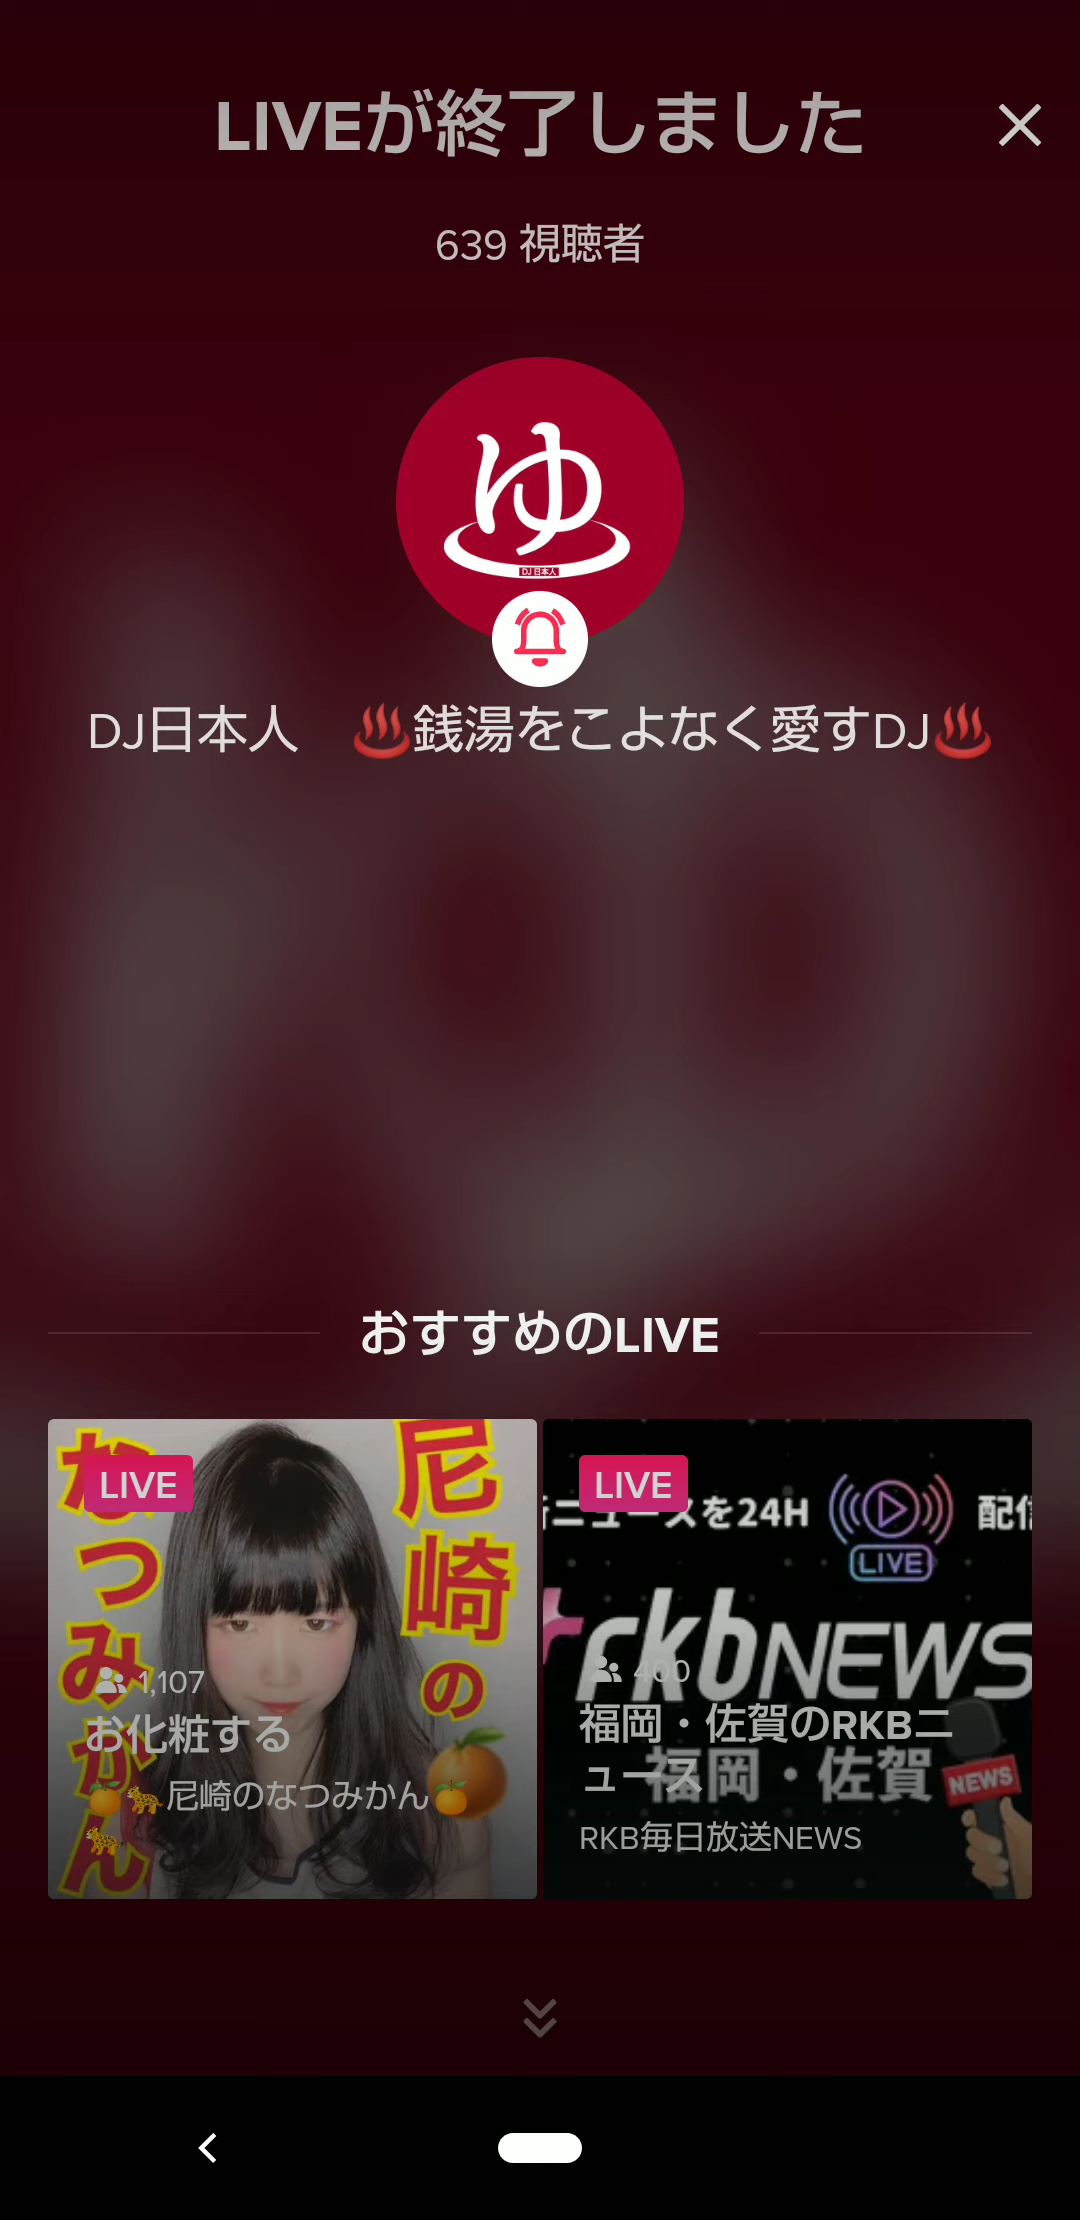 LIVEが終了しました
639 視聴者
ゆ
DJ 日本人
DJ日本人　♨️銭湯をこよなく愛すDJ♨️
おすすめのLIVE
尼崎の
なつみかん
LIVE
1,107
お化粧する
🍊🐆尼崎のなつみかん🍊
🐆
LIVE
ニュースを24H
配信
LIVE
rkb NEWS
400
福岡・佐賀のRKBニ
ュース
福岡・佐賀
NEWS
RKB毎日放送NEWS